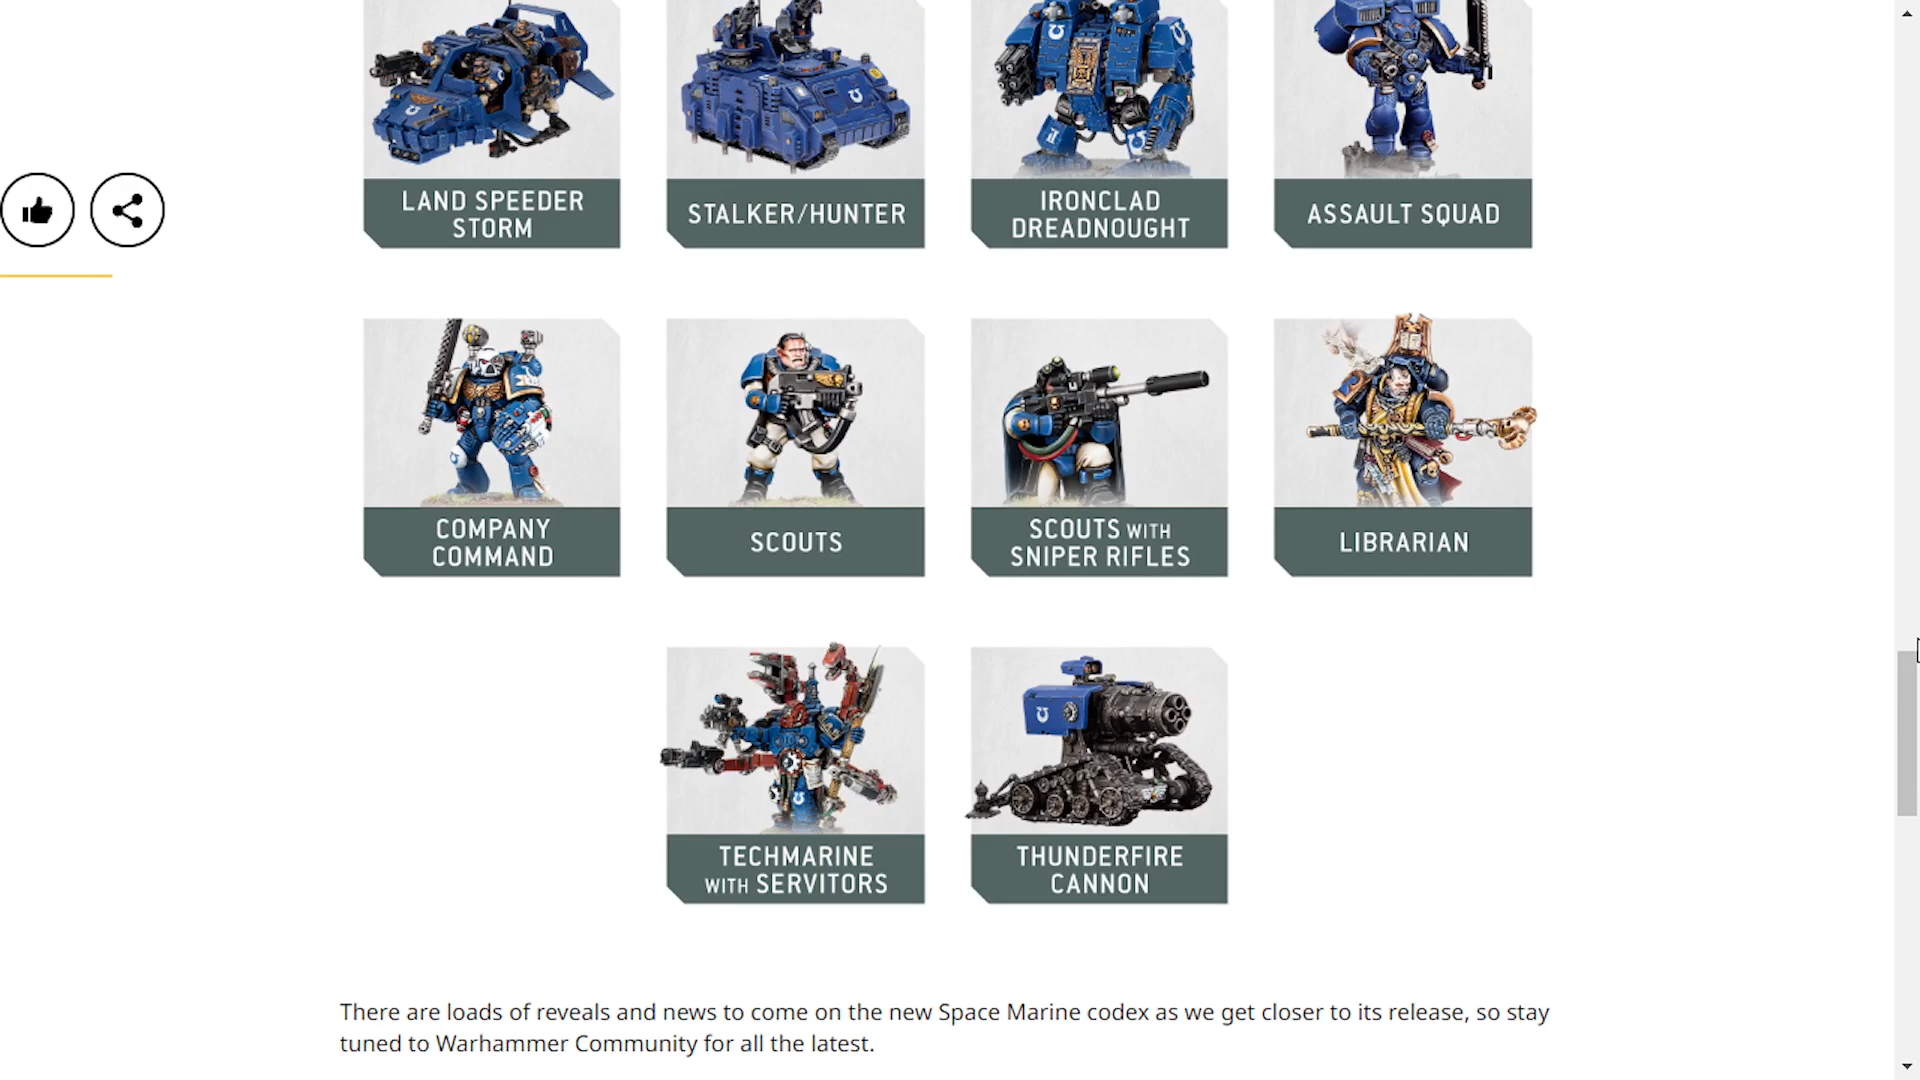 LAND SPEEDER
STORM
STALKER/HUNTER
IRONCLAD
DREADNOUGHT
ASSAULT SQUAD
COMPANY
COMMAND
SCOUTS
SCOUTS WITH
SNIPER RIFLES
LIBRARIAN
TECHMARINE
WITH SERVITORS
THUNDERFIRE
CANNON
There are loads of reveals and news to come on the new Space Marine codex as we get closer to its release, so stay
tuned to Warhammer Community for all the latest.